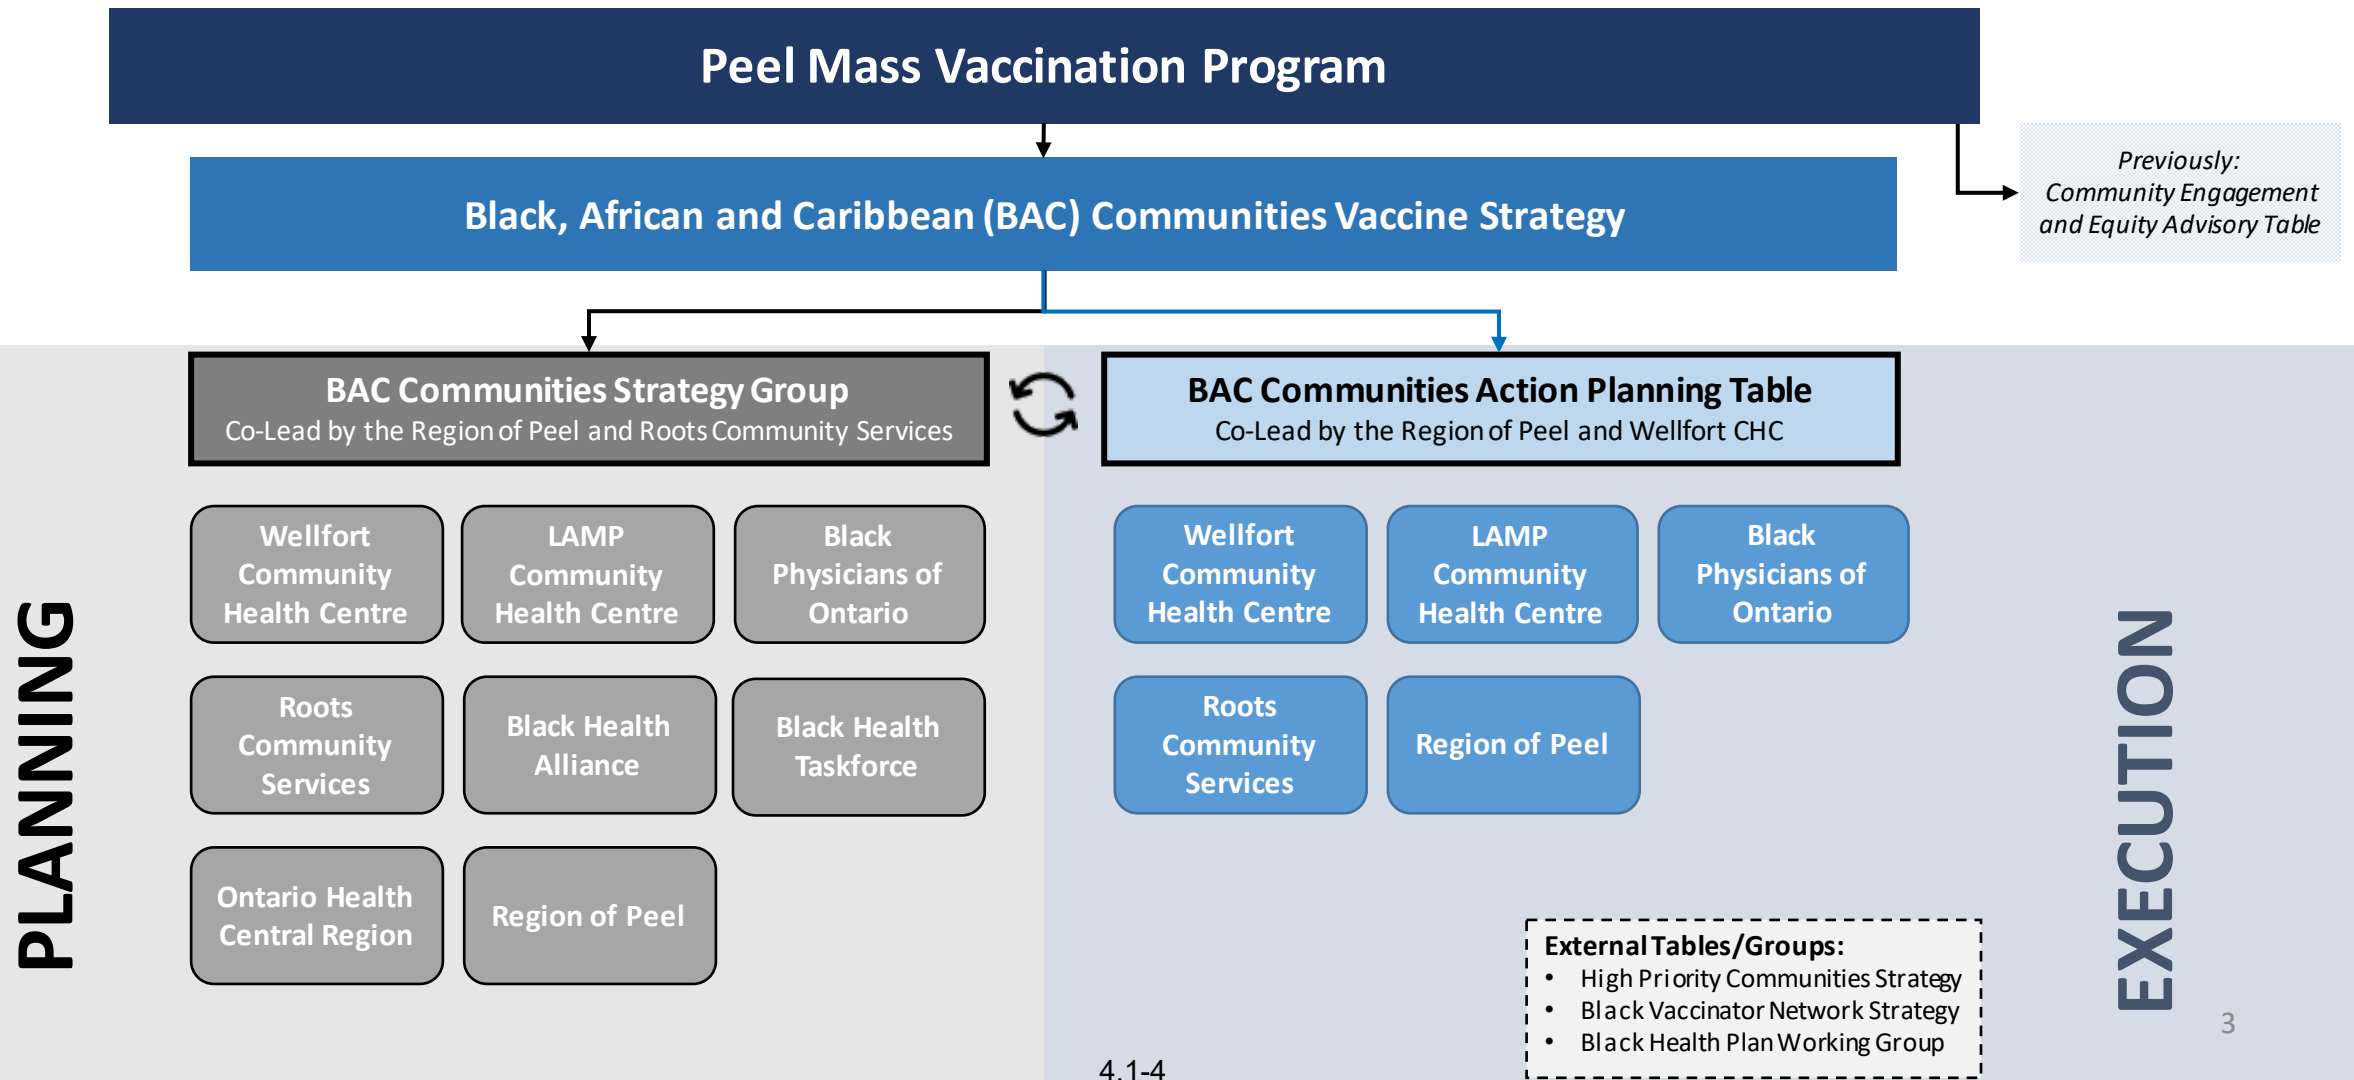 Peel Mass Vaccination Program
Previously:
Community Engagement
and Equity Advisory Table
Black, African and Caribbean (BAC) Communities Vaccine Strategy
BAC Communities Strategy Group
Co-Lead by the Region of Peel and Roots Community Services
BAC Communities Action Planning Table
Co-Lead by the Region of Peel and Wellfort CHC
PLANNING
Wellfort
Community
Health Centre
LAMP
Community
Health Centre
Black
Physicians of
Ontario
Roots
Community
Services
Black Health
Alliance
Black Health
Taskforce
Ontario Health
Central Region
Region of Peel
Wellfort
Community
Health Centre
LAMP
Community
Health Centre
Black
Physicians of
Ontario
Roots
Community
Services
Region of Peel
EXECUTION
External Tables/Groups:
• High Priority Communities Strategy
• Black Vaccinator Network Strategy
• Black Health Plan Working Group
3
4.1-4